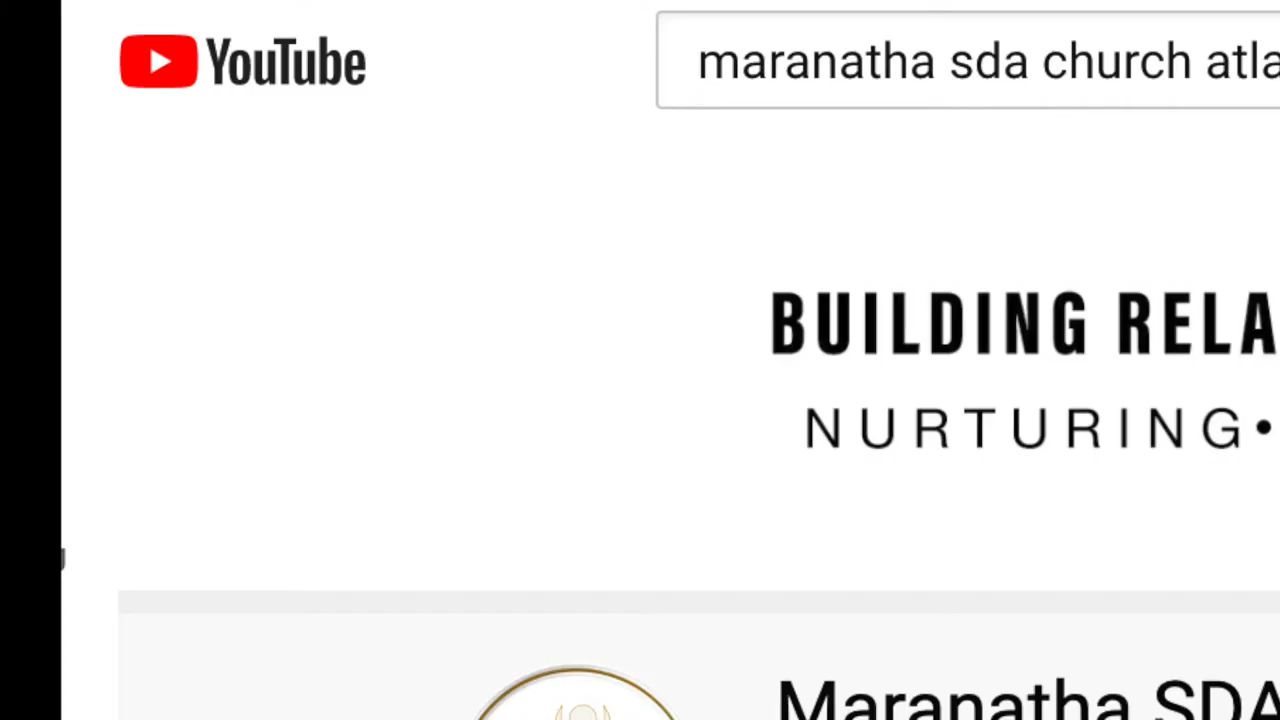 YouTube
maranatha sda church atla
BUILDING RELA
NURTURING•
Maranatha SDA